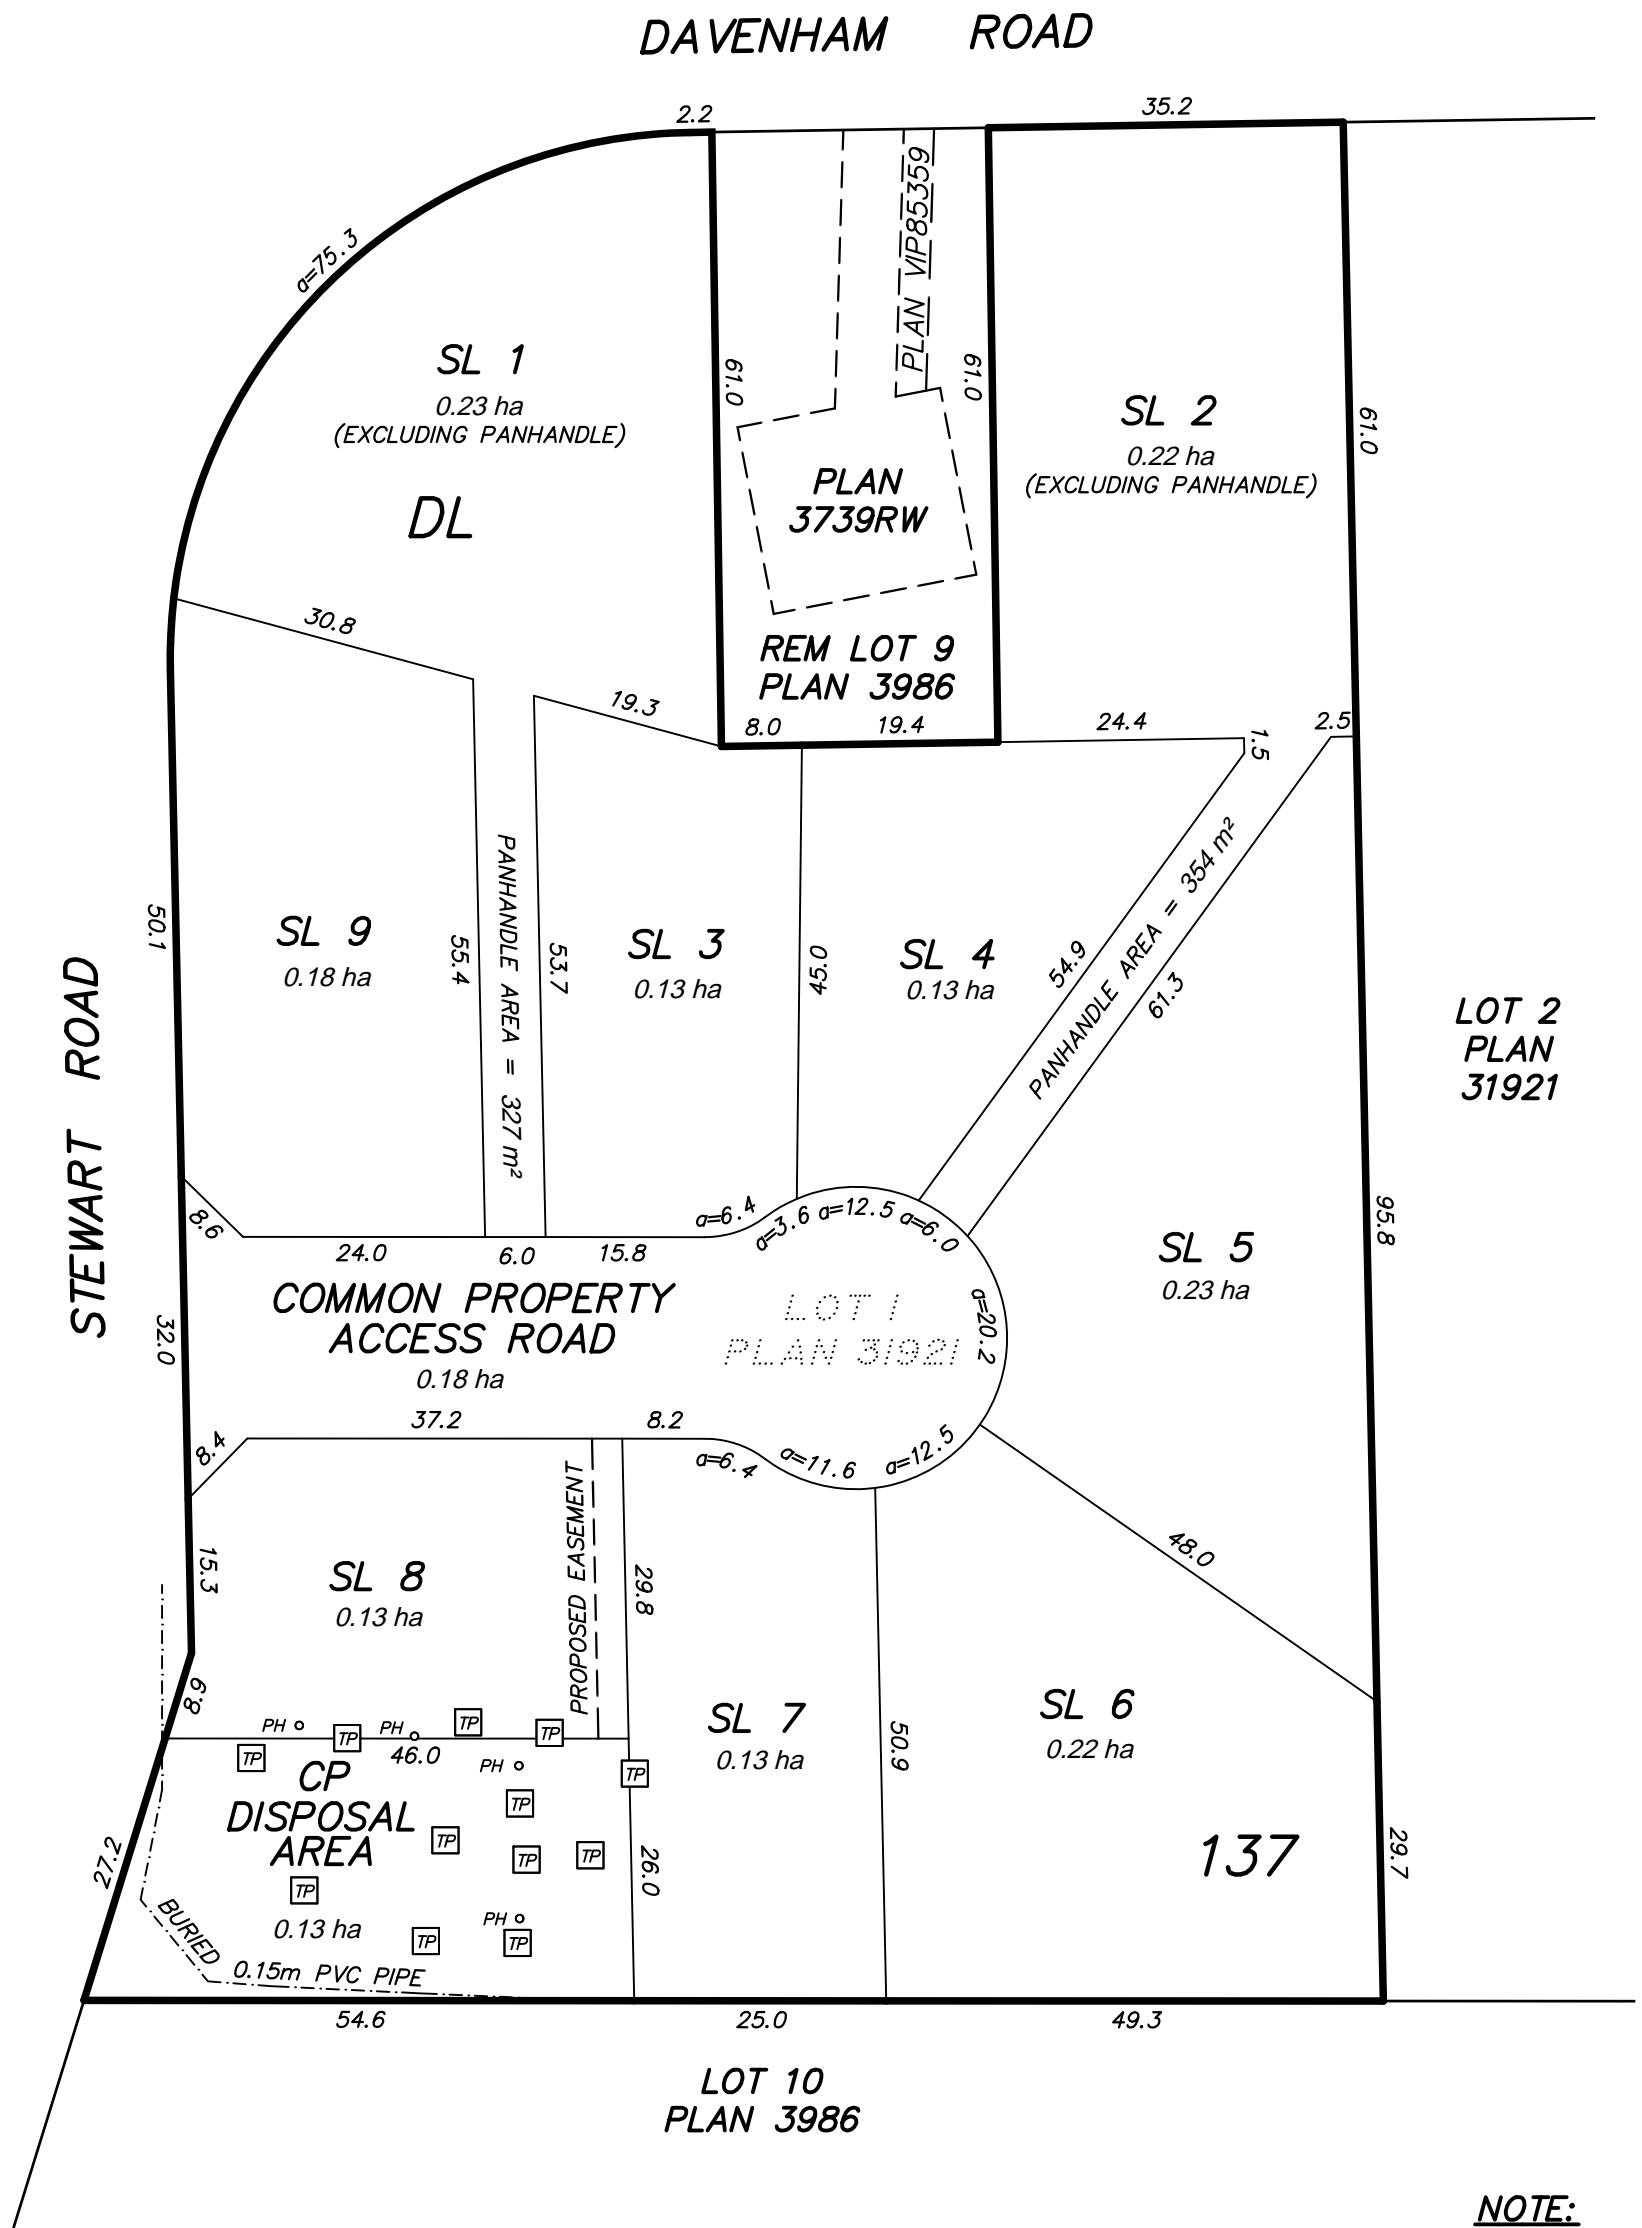 DAVENHAM ROAD
2.2
35.2
a=75.3
PLAN VIP85359
SL 1
0.23 ha
(EXCLUDING PANHANDLE)
61.0
61.0
SL 2
0.22 ha
(EXCLUDING PANHANDLE)
61.0
DL
PLAN
3739RW
30.8
REM LOT 9
PLAN 3986
19.3
8.0
19.4
24.4
1.5
2.5
PANHANDLE AREA = 327 m²
PANHANDLE AREA = 354 m²
50.1
SL 9
0.18 ha
55.4
53.7
SL 3
0.13 ha
45.0
SL 4
0.13 ha
54.9
61.3
STEWART ROAD
LOT 2
PLAN
31921
8.6
24.0
6.0
15.8
a=6.4
a=3.6
a=12.5
a=6.0
SL 5
0.23 ha
95.8
32.0
COMMON PROPERTY
ACCESS ROAD
0.18 ha
LOT 1
PLAN 31921
a=20.2
8.4
37.2
8.2
a=6.4
a=11.6
a=12.5
15.3
SL 8
0.13 ha
PROPOSED EASEMENT
29.8
48.0
8.9
SL 7
0.13 ha
50.9
SL 6
0.22 ha
PH
TP
PH
TP
TP
TP
46.0
PH
TP
CP
DISPOSAL
AREA
TP
TP
TP
TP
TP
27.2
26.0
137
29.7
0.13 ha
PH
TP
TP
BURIED
0.15m PVC PIPE
54.6
25.0
49.3
LOT 10
PLAN 3986
NOTE: